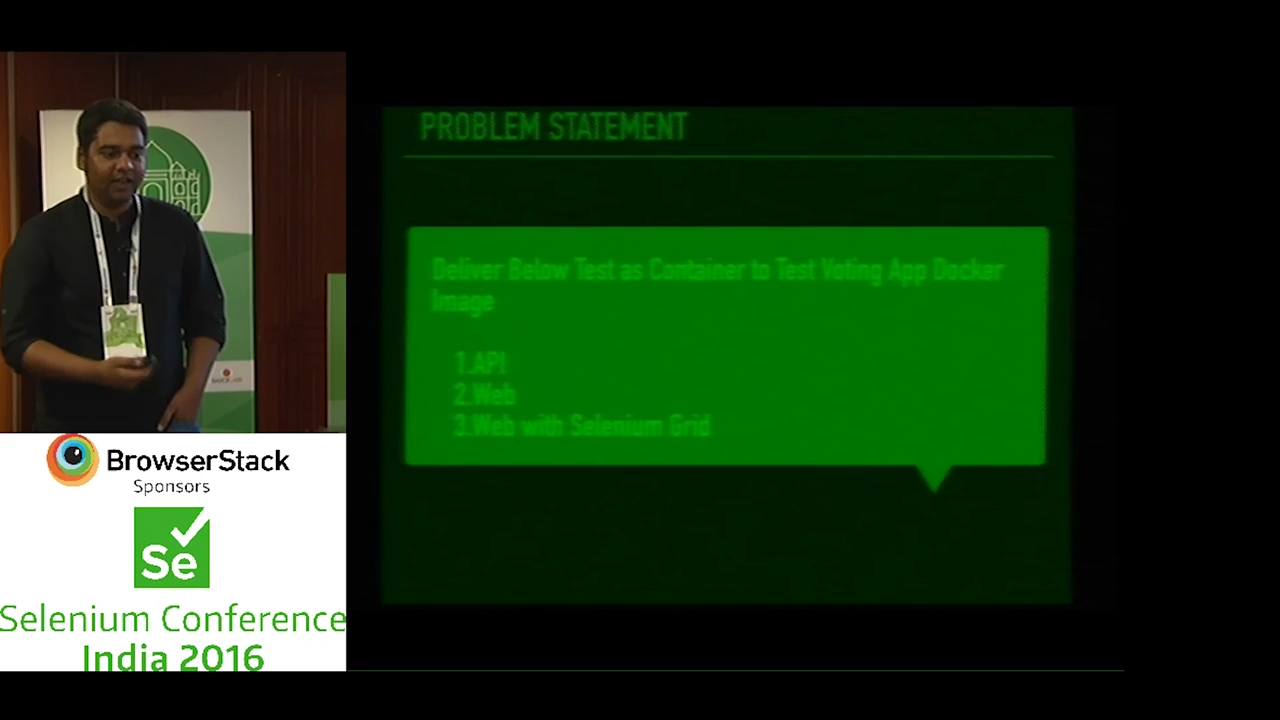 PROBLEM STATEMENT
Deliver Below Test as Container to Test Voting App Docker
Image
1.API
2.Web
3.Web with Selenium Grid
BrowserStack
Sponsors
Se
Selenium Conference
India 2016